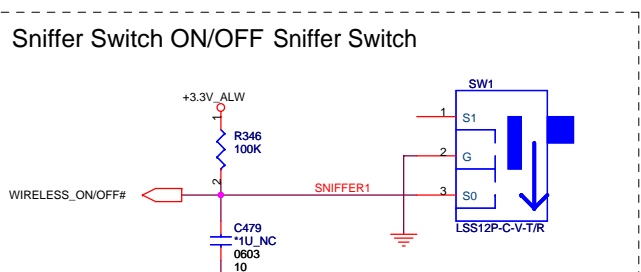 Sniffer Switch ON/OFF Sniffer Switch
SW1
+3.3V_ALW
1
R346
100K
2
1 S1
2 G
3 S0
WIRELESS_ON/OFF#
SNIFFER1
LSS12P-C-V-T/R
C479
*1U_NC
0603
10